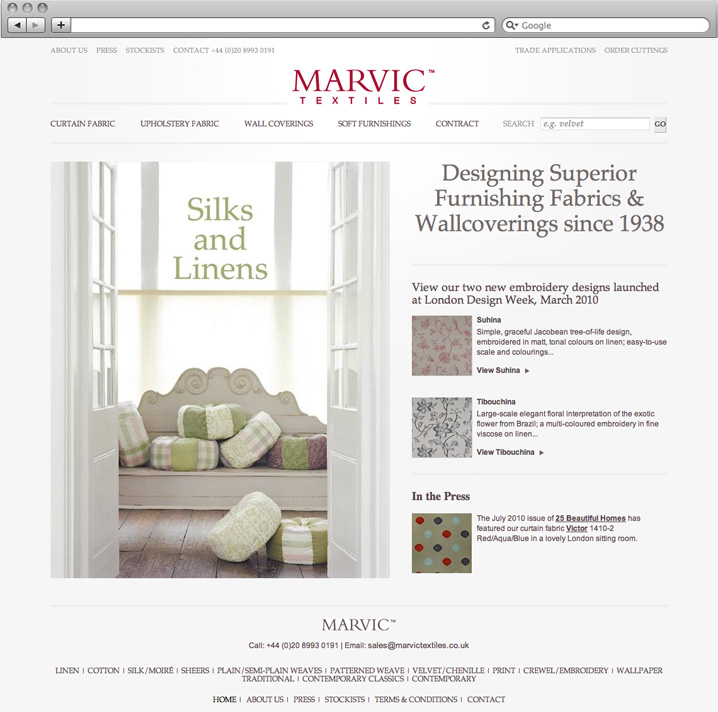 Google
ABOUT US PRESS STOCKISTS CONTACT +44 (0)20 8993 0191 TRADE APPLICATIONS ORDER CUTTINGS
MARVIC™
TEXTILES
CURTAIN FABRIC UPHOLSTERY FABRIC WALL COVERINGS SOFT FURNISHINGS CONTRACT SEARCH e.g. velvet GO
Silks
and
Linens
Designing Superior
Furnishing Fabrics &
Wallcoverings since 1938
View our two new embroidery designs launched
at London Design Week, March 2010
Suhina
Simple, graceful Jacobean tree-of-life design,
embroidered in matt, tonal colours on linen; easy-to-use
scale and colourings...
View Suhina
Tibouchina
Large-scale elegant floral interpretation of the exotic
flower from Brazil; a multi-coloured embroidery in fine
viscose on linen...
View Tibouchina
In the Press
The July 2010 issue of 25 Beautiful Homes has
featured our curtain fabric Victor 1410-2
Red/Aqua/Blue in a lovely London sitting room.
MARVIC™
Call: +44 (0)20 8993 0191 | Email: sales@marvictextiles.co.uk
LINEN | COTTON | SILK/MOIRÉ | SHEERS | PLAIN/SEMI-PLAIN WEAVES | PATTERNED WEAVE | VELVET/CHENILLE | PRINT | CREWEL/EMBROIDERY | WALLPAPER
TRADITIONAL | CONTEMPORARY CLASSICS | CONTEMPORARY
HOME | ABOUT US | PRESS | STOCKISTS | TERMS & CONDITIONS | CONTACT